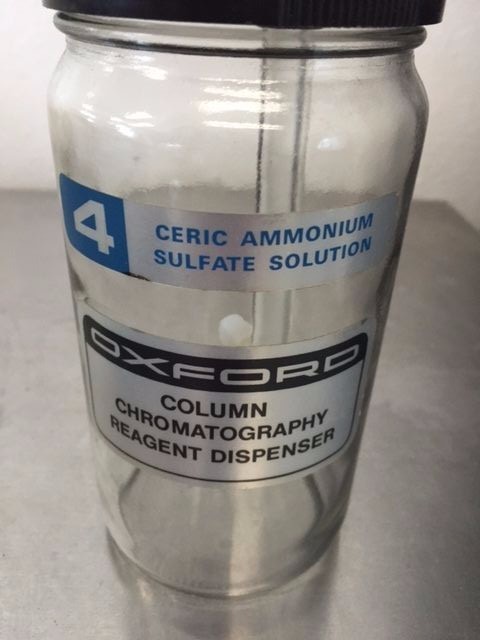 4
CERIC AMMONIUM
SULFATE SOLUTION
OXFORD
COLUMN
CHROMATOGRAPHY
REAGENT DISPENSER